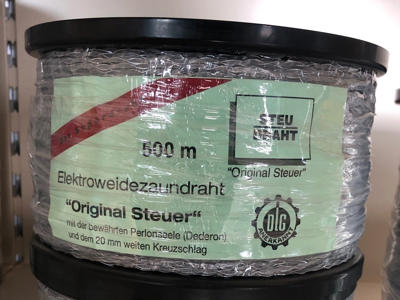 500 m
STEU
DRAHT
"Original Steuer"
Elektroweidezaundraht
"Original Steuer"
mit der bewährten Perlonseele (Dederon)
und dem 20 mm weiten Kreuzschlag
DLG
ANERKANNT